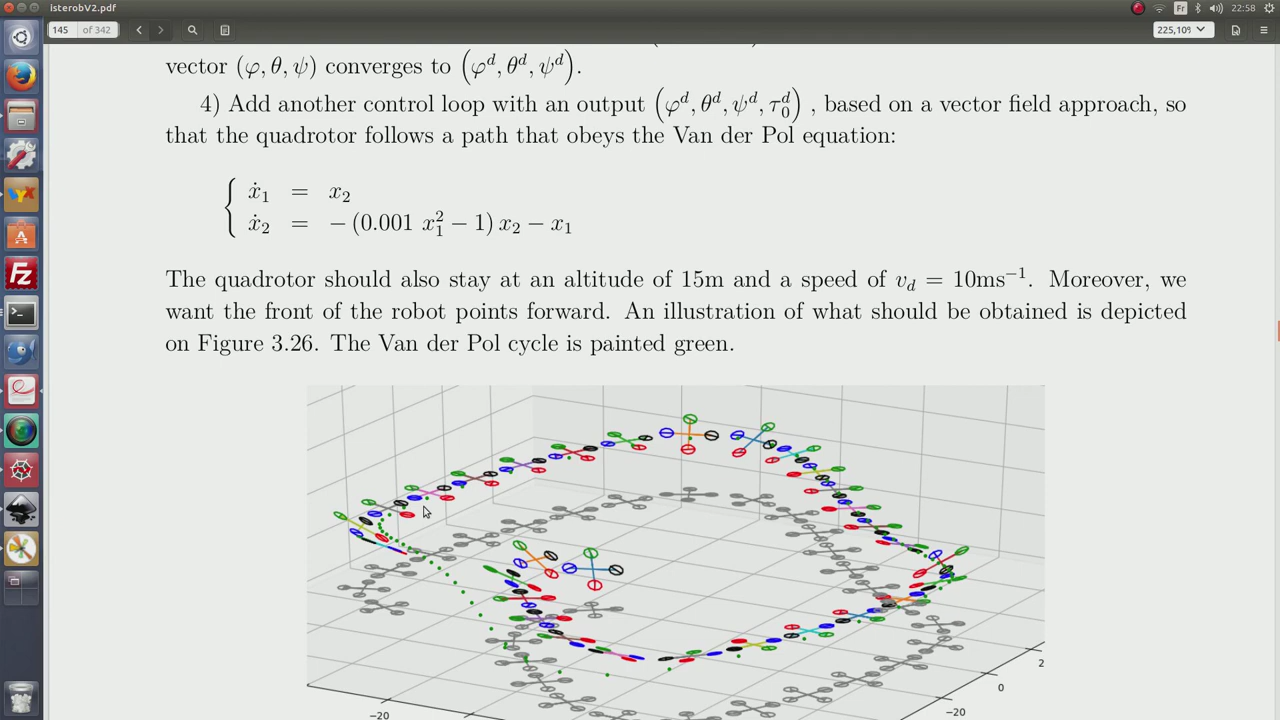 isterobV2.pdf
Fr
22:58
145 of 342
225,10%
vector (φ, θ, ψ) converges to (φ^d, θ^d, ψ^d).
4) Add another control loop with an output (φ^d, θ^d, ψ^d, τ_0^d) , based on a vector field approach, so
that the quadrotor follows a path that obeys the Van der Pol equation:
ẋ_1 = x_2
ẋ_2 = −(0.001 x_1^2 − 1) x_2 − x_1
The quadrotor should also stay at an altitude of 15m and a speed of v_d = 10ms^−1. Moreover, we
want the front of the robot points forward. An illustration of what should be obtained is depicted
on Figure 3.26. The Van der Pol cycle is painted green.
2
0
−20
−20